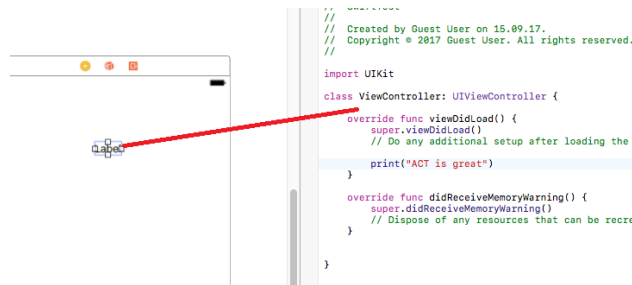 Label
//
// Created by Guest User on 15.09.17.
// Copyright © 2017 Guest User. All rights reserved.
//
import UIKit
class ViewController: UIViewController {
override func viewDidLoad() {
super.viewDidLoad()
// Do any additional setup after loading the
print("ACT is great")
}
override func didReceiveMemoryWarning() {
super.didReceiveMemoryWarning()
// Dispose of any resources that can be recre
}
}